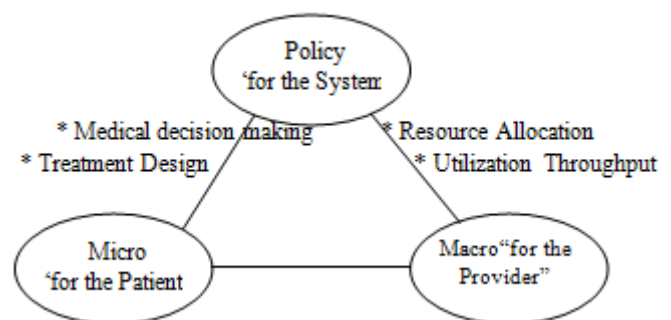 Policy
‘for the System
* Medical decision making
* Resource Allocation
* Treatment Design
* Utilization Throughput
Micro
‘for the Patient
Macro“for the
Provider”